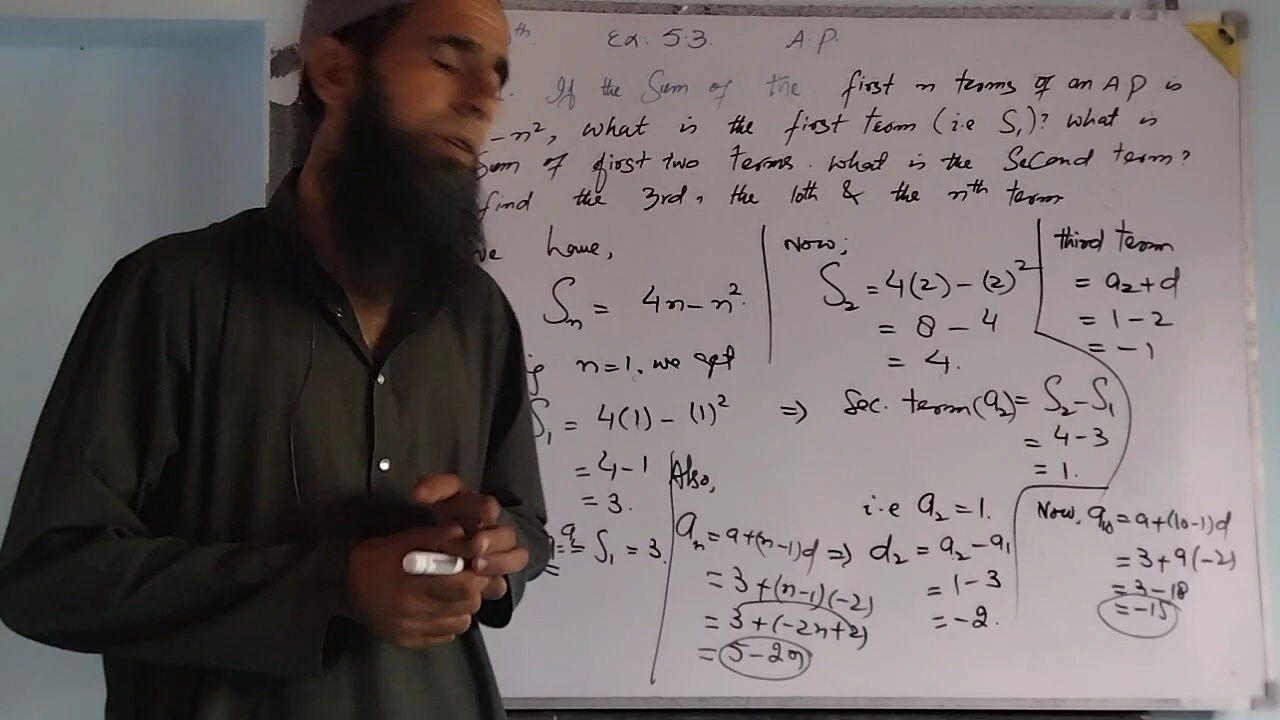 th. Ex. 5.3. A.P.
. If the Sum of the first n terms of an AP is
- n², what is the first term (i.e S₁)? what is
Sum of first two terms. What is the Second term?
find the 3rd, the 10th & the nth term
we have,
Sₙ = 4n - n².
n=1, we get
S₁ = 4(1) - (1)²
= 4-1
= 3.
= S₁ = 3.
Now;
S₂ = 4(2) - (2)²
= 8 - 4
= 4.
=> Sec. term (a₂) = S₂ - S₁
= 4-3
= 1.
i.e a₂ = 1.
=> d₂ = a₂ - a₁
= 1-3
= -2.
third term
= a₂+d
= 1-2
= -1
Also,
aₙ = a+(n-1)d
= 3+(n-1)(-2)
= 3+(-2n+2)
= 5-2n
Now, a₁₀ = a+(10-1)d
= 3+9(-2)
= 3-18
= -15